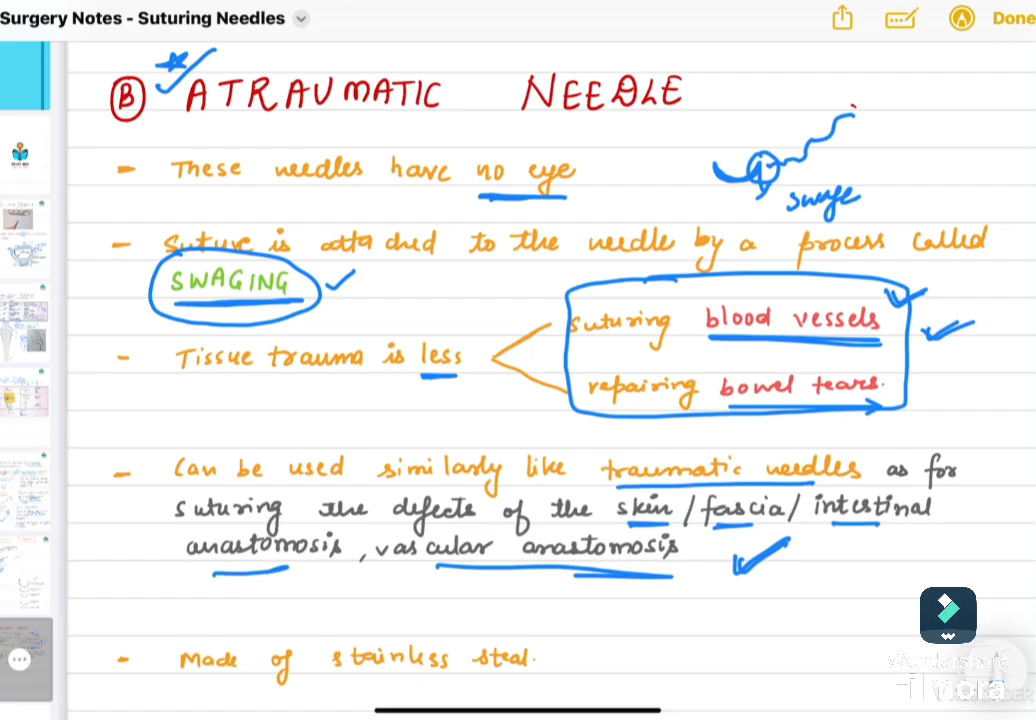 Surgery Notes - Suturing Needles
Done
B ATRAUMATIC NEEDLE
- These needles have no eye
swage
- Suture is attached to the needle by a process called
SWAGING
suturing blood vessels
- Tissue trauma is less
repairing bowel tears.
- Can be used similarly like traumatic needles as for
suturing the defects of the skin / fascia / intestinal
anastomosis, vascular anastomosis
- Made of stainless steal.
Wondershare
Filmora